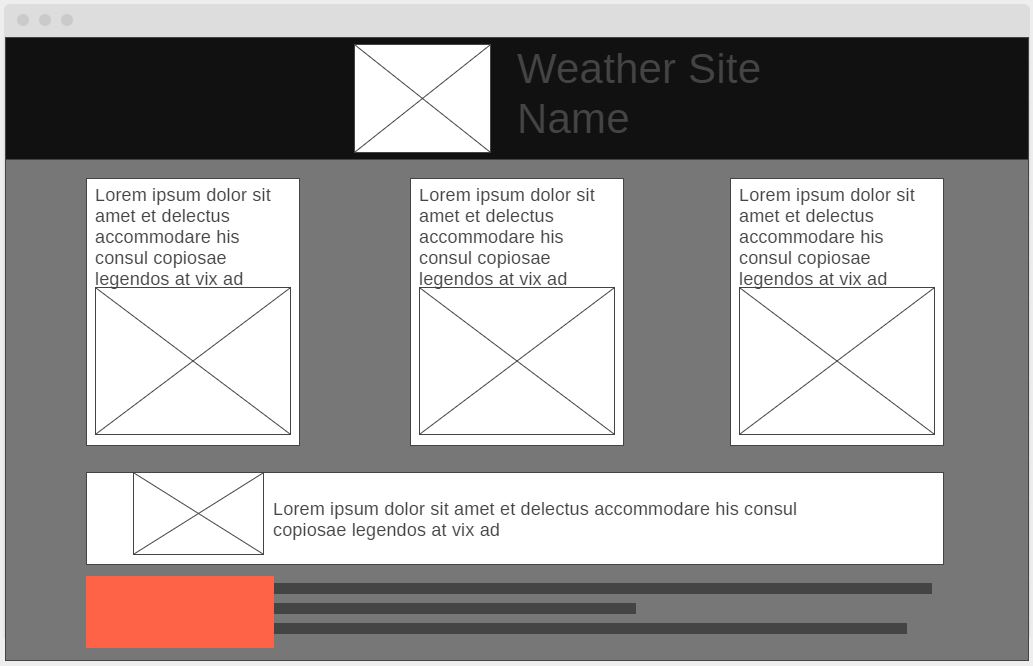 Weather Site
Name
Lorem ipsum dolor sit
amet et delectus
accommodare his
consul copiosae
legendos at vix ad
Lorem ipsum dolor sit
amet et delectus
accommodare his
consul copiosae
legendos at vix ad
Lorem ipsum dolor sit
amet et delectus
accommodare his
consul copiosae
legendos at vix ad
Lorem ipsum dolor sit amet et delectus accommodare his consul
copiosae legendos at vix ad